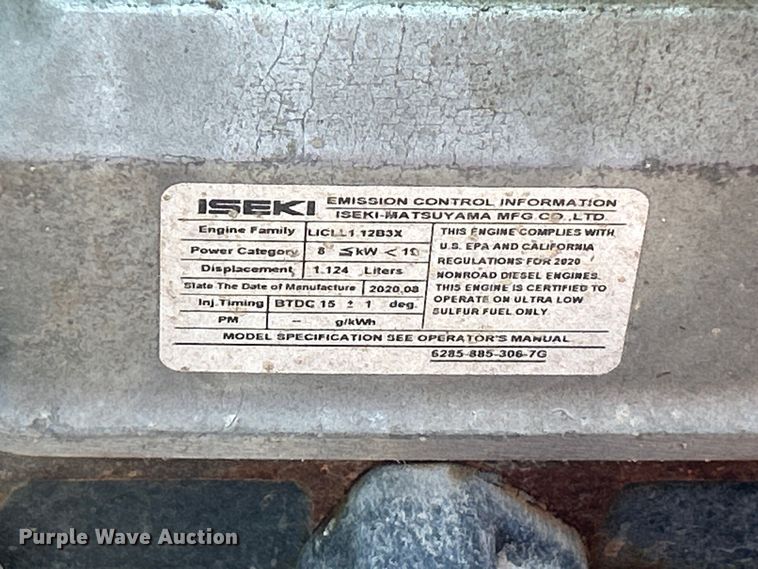 ISEKI EMISSION CONTROL INFORMATION
ISEKI-MATSUYAMA MFG CO.,LTD.
Engine Family LICLL1.12B3X
Power Category 8 ≦kW < 19
Displacement 1.124 Liters
State The Date of Manufacture 2020.08
Inj.Timing BTDC 15 ± 1 deg.
PM – g/kWh
THIS ENGINE COMPLIES WITH
U.S. EPA AND CALIFORNIA
REGULATIONS FOR 2020
NONROAD DIESEL ENGINES.
THIS ENGINE IS CERTIFIED TO
OPERATE ON ULTRA LOW
SULFUR FUEL ONLY.
MODEL SPECIFICATION SEE OPERATOR'S MANUAL
6285-885-306-7G
Purple Wave Auction